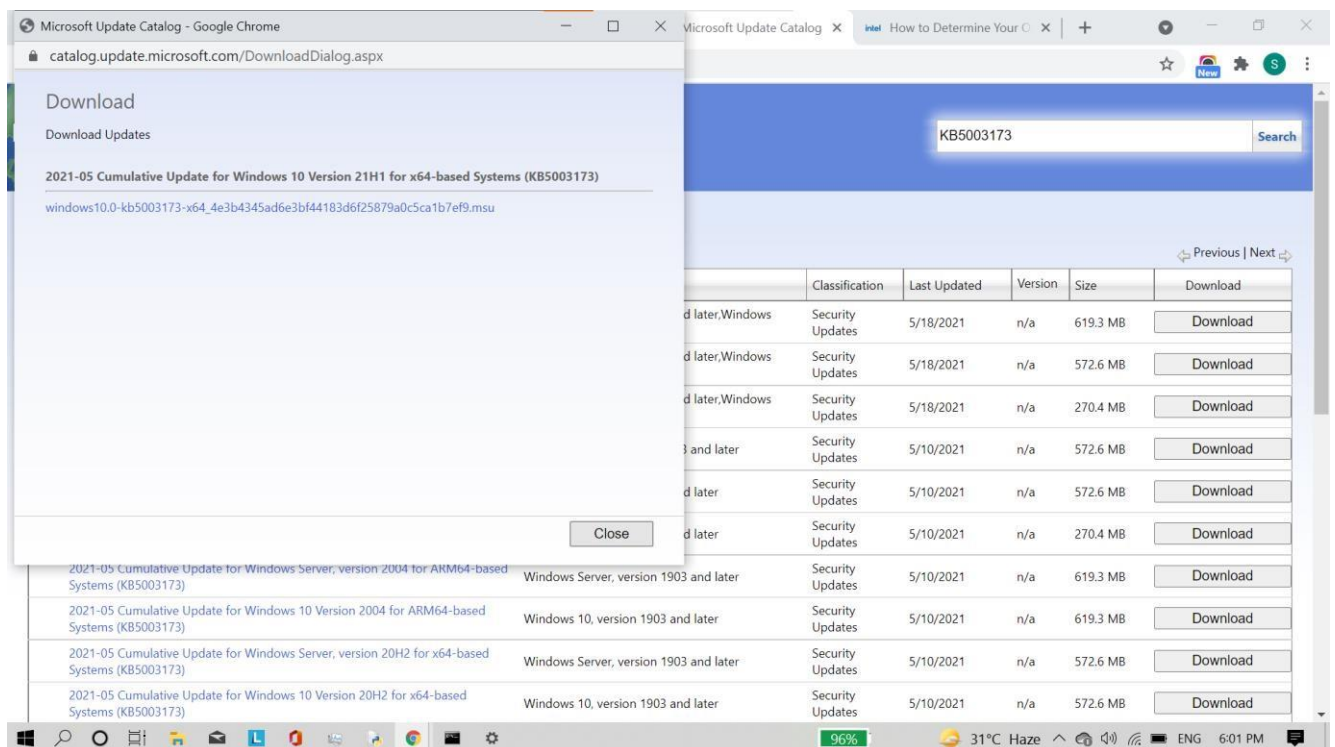 Microsoft Update Catalog - Google Chrome
Microsoft Update Catalog
intel How to Determine Your O
catalog.update.microsoft.com/DownloadDialog.aspx
New
S
Download
Download Updates
KB5003173
Search
2021-05 Cumulative Update for Windows 10 Version 21H1 for x64-based Systems (KB5003173)
windows10.0-kb5003173-x64_4e3b4345ad6e3bf44183d6f25879a0c5ca1b7ef9.msu
Previous | Next
Classification Last Updated Version Size Download
d later,Windows Security Updates 5/18/2021 n/a 619.3 MB Download
d later,Windows Security Updates 5/18/2021 n/a 572.6 MB Download
d later,Windows Security Updates 5/18/2021 n/a 270.4 MB Download
and later Security Updates 5/10/2021 n/a 572.6 MB Download
d later Security Updates 5/10/2021 n/a 572.6 MB Download
d later Security Updates 5/10/2021 n/a 270.4 MB Download
Close
2021-05 Cumulative Update for Windows Server, version 2004 for ARM64-based
Systems (KB5003173) Windows Server, version 1903 and later Security Updates 5/10/2021 n/a 619.3 MB Download
2021-05 Cumulative Update for Windows 10 Version 2004 for ARM64-based
Systems (KB5003173) Windows 10, version 1903 and later Security Updates 5/10/2021 n/a 619.3 MB Download
2021-05 Cumulative Update for Windows Server, version 20H2 for x64-based
Systems (KB5003173) Windows Server, version 1903 and later Security Updates 5/10/2021 n/a 572.6 MB Download
2021-05 Cumulative Update for Windows 10 Version 20H2 for x64-based
Systems (KB5003173) Windows 10, version 1903 and later Security Updates 5/10/2021 n/a 572.6 MB Download
L
96% 31°C Haze ENG 6:01 PM